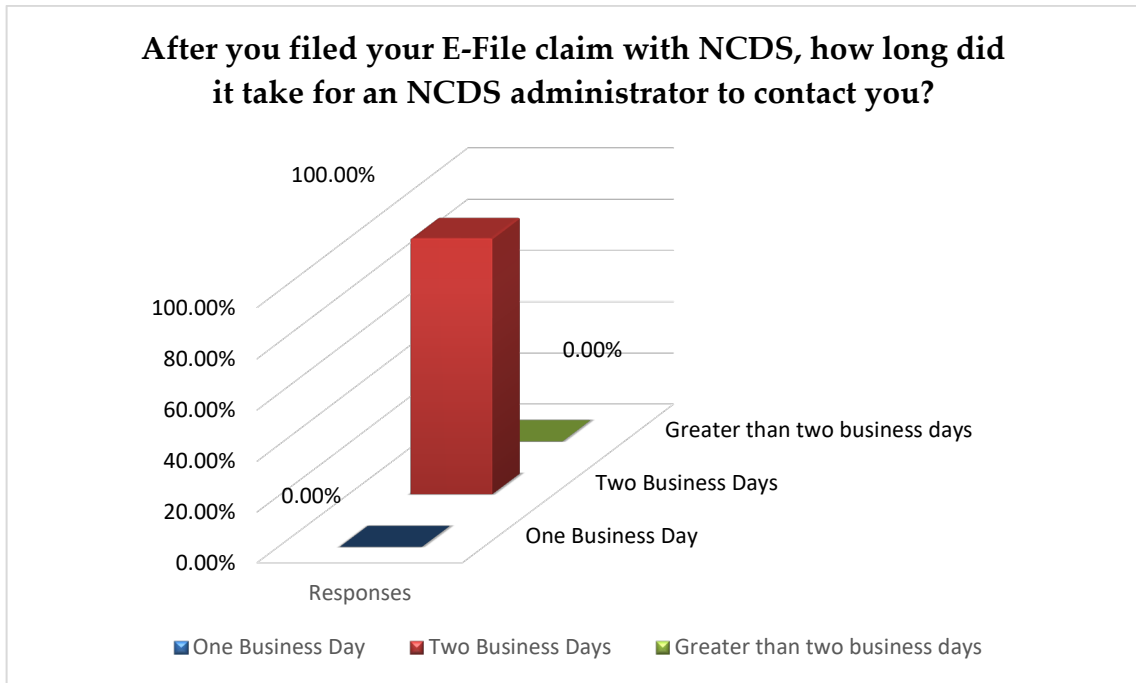 After you filed your E-File claim with NCDS, how long did
it take for an NCDS administrator to contact you?
100.00%
100.00%
80.00%
60.00%
40.00%
20.00%
0.00%
0.00%
0.00%
Greater than two business days
Two Business Days
One Business Day
Responses
One Business Day
Two Business Days
Greater than two business days